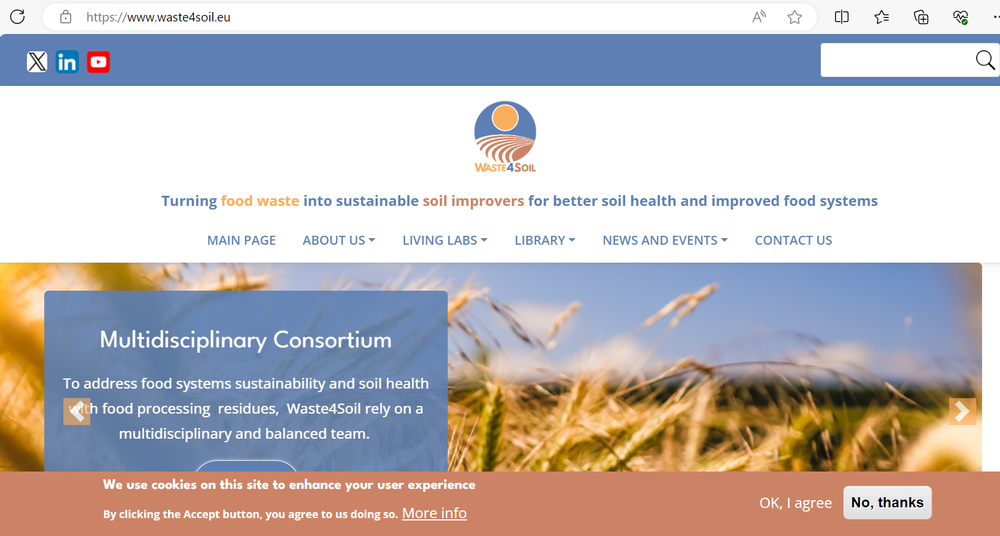 https://www.waste4soil.eu
WASTE4SOIL
Turning food waste into sustainable soil improvers for better soil health and improved food systems
MAIN PAGE ABOUT US LIVING LABS LIBRARY NEWS AND EVENTS CONTACT US
Multidisciplinary Consortium
To address food systems sustainability and soil health
with food processing residues, Waste4Soil rely on a
multidisciplinary and balanced team.
We use cookies on this site to enhance your user experience
By clicking the Accept button, you agree to us doing so. More info
OK, I agree No, thanks